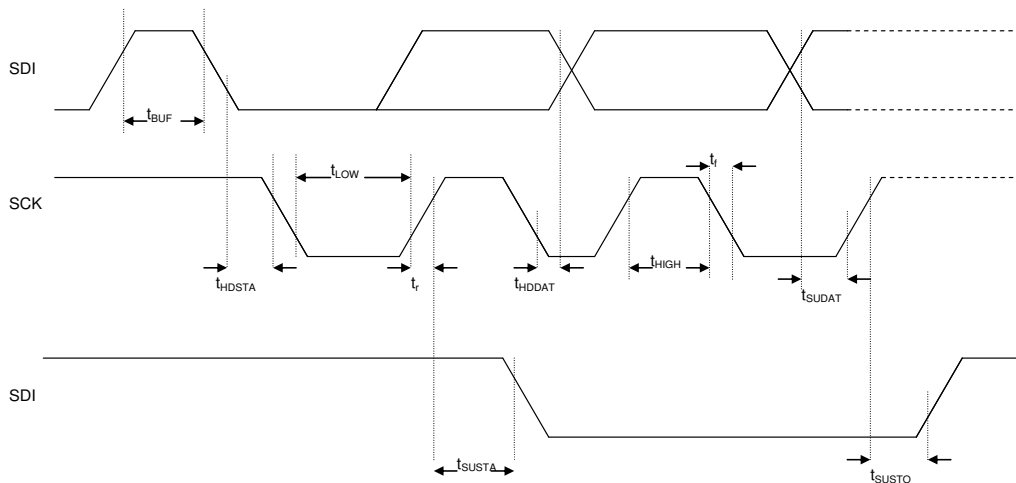 SDI
tBUF
tLOW
tf
SCK
tHDSTA
tr
tHDDAT
tHIGH
tSUDAT
SDI
tSUSTA
tSUSTO